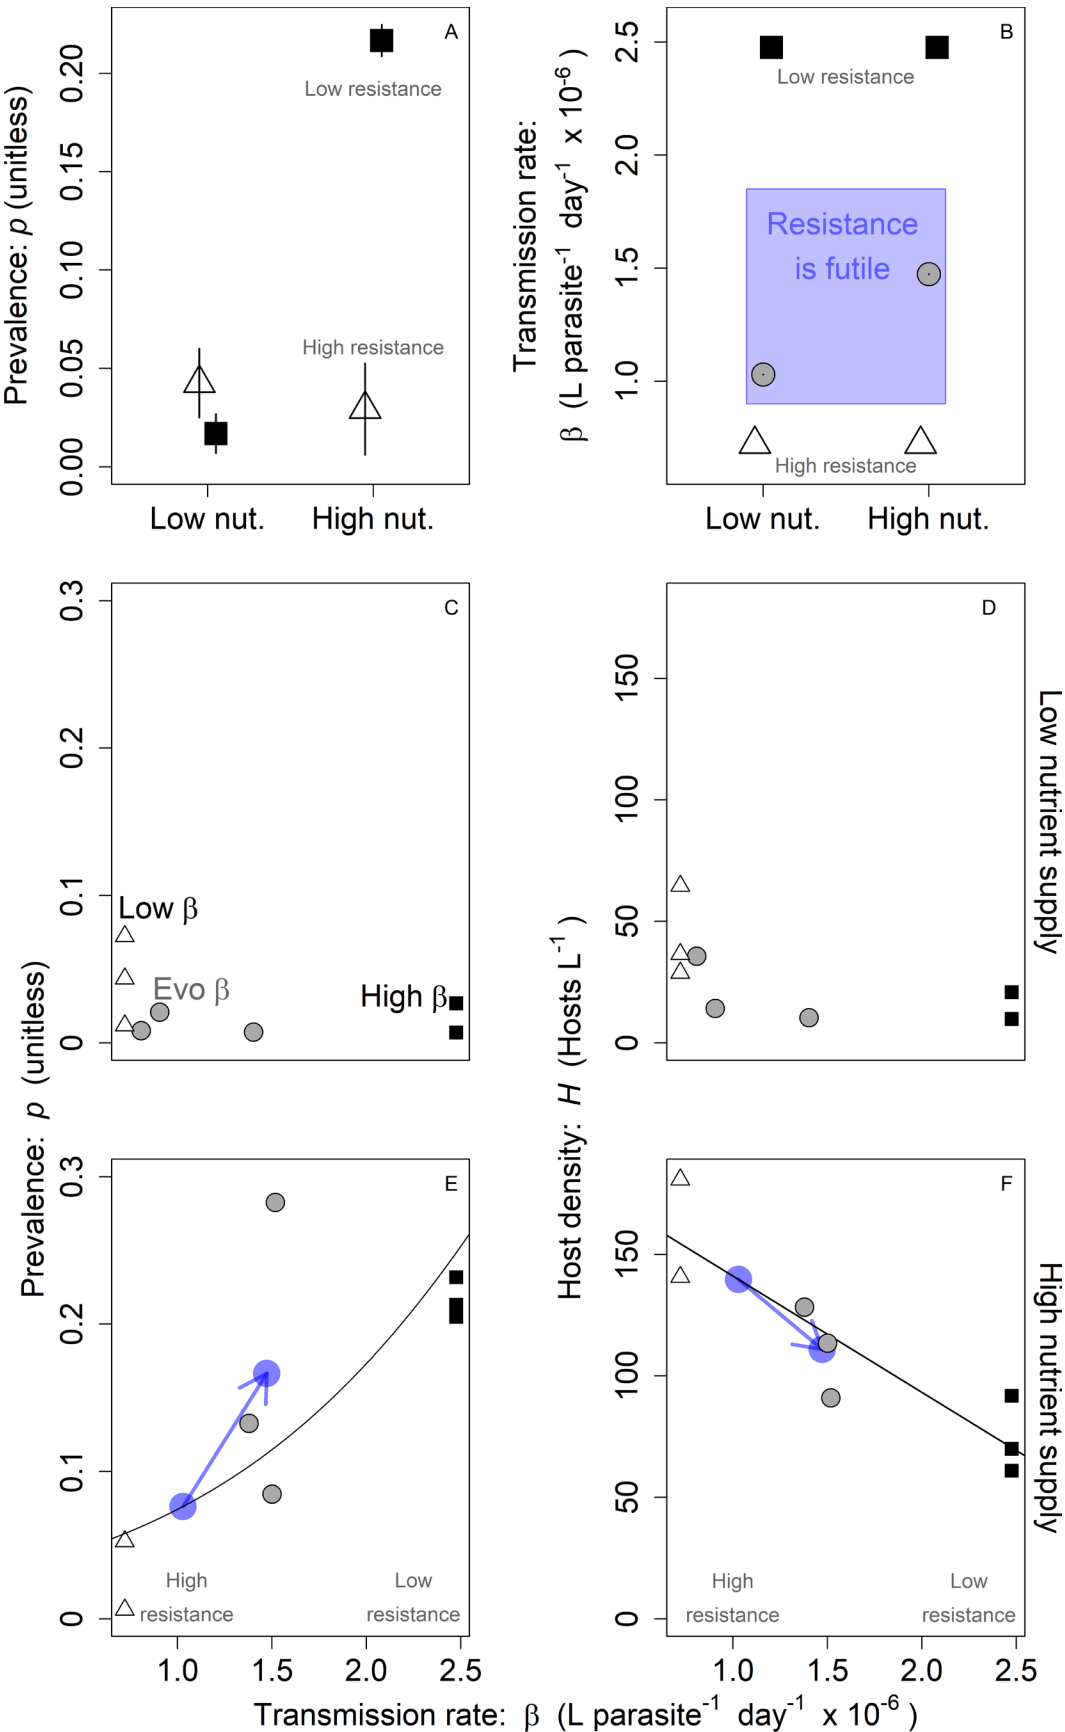 A
Low resistance
High resistance
0.20
0.15
0.10
0.05
0.00
Prevalence: p (unitless)
Low nut. High nut.
B
Low resistance
Resistance
is futile
High resistance
2.5
2.0
1.5
1.0
Transmission rate:
β (L parasite⁻¹ day⁻¹ x 10⁻⁶)
Low nut. High nut.
C
0.3
0.2
0.1
0
Low β
Evo β
High β
D
150
100
50
0
Low nutrient supply
Prevalence: p (unitless)
Host density: H (Hosts L⁻¹)
E
0.3
0.2
0.1
0
High
resistance
Low
resistance
1.0 1.5 2.0 2.5
F
150
100
50
0
High
resistance
Low
resistance
1.0 1.5 2.0 2.5
High nutrient supply
Transmission rate: β (L parasite⁻¹ day⁻¹ x 10⁻⁶)